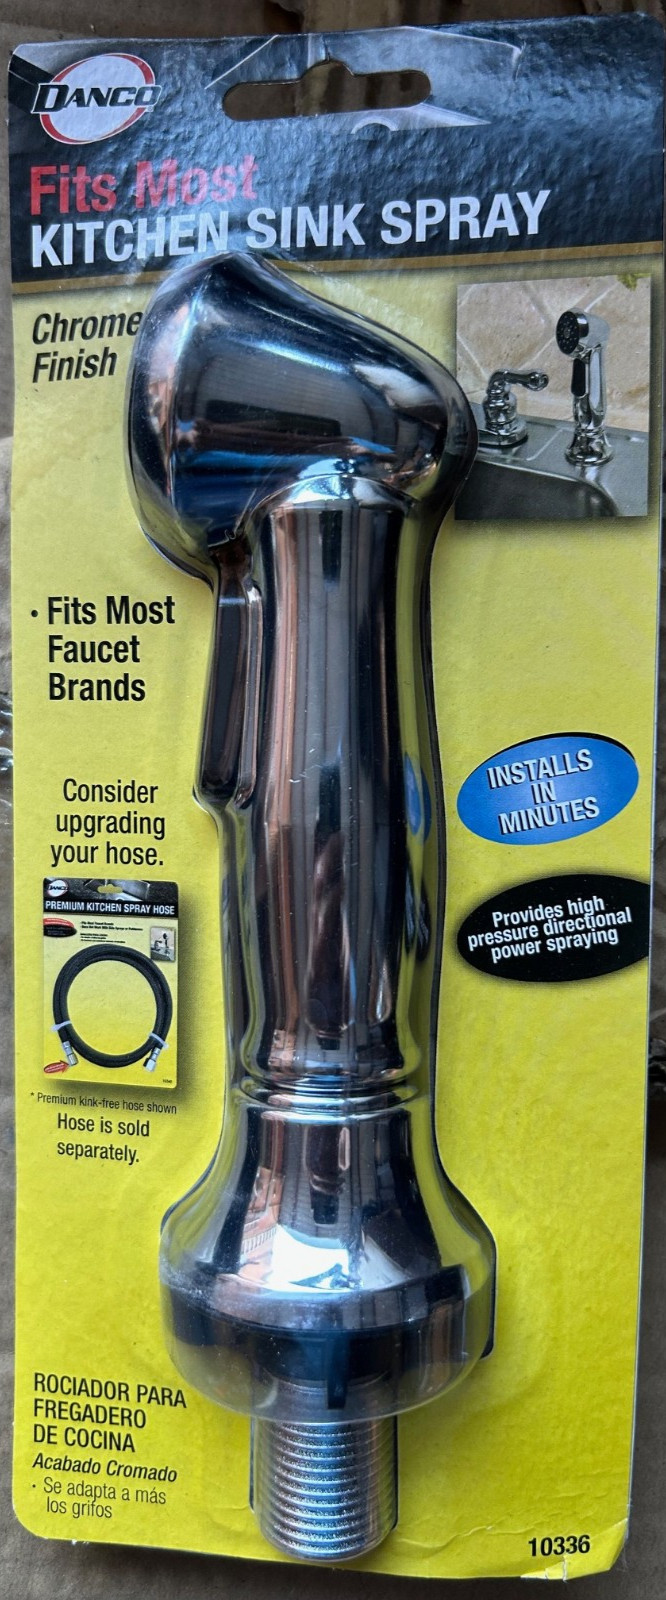 DANCO
Fits Most
KITCHEN SINK SPRAY
Chrome
Finish
· Fits Most
Faucet
Brands
INSTALLS
IN
MINUTES
Consider
upgrading
your hose.
DANCO
PREMIUM KITCHEN SPRAY HOSE
Provides high
pressure directional
power spraying
* Premium kink-free hose shown
Hose is sold
separately.
ROCIADOR PARA
FREGADERO
DE COCINA
Acabado Cromado
· Se adapta a más
los grifos
10336